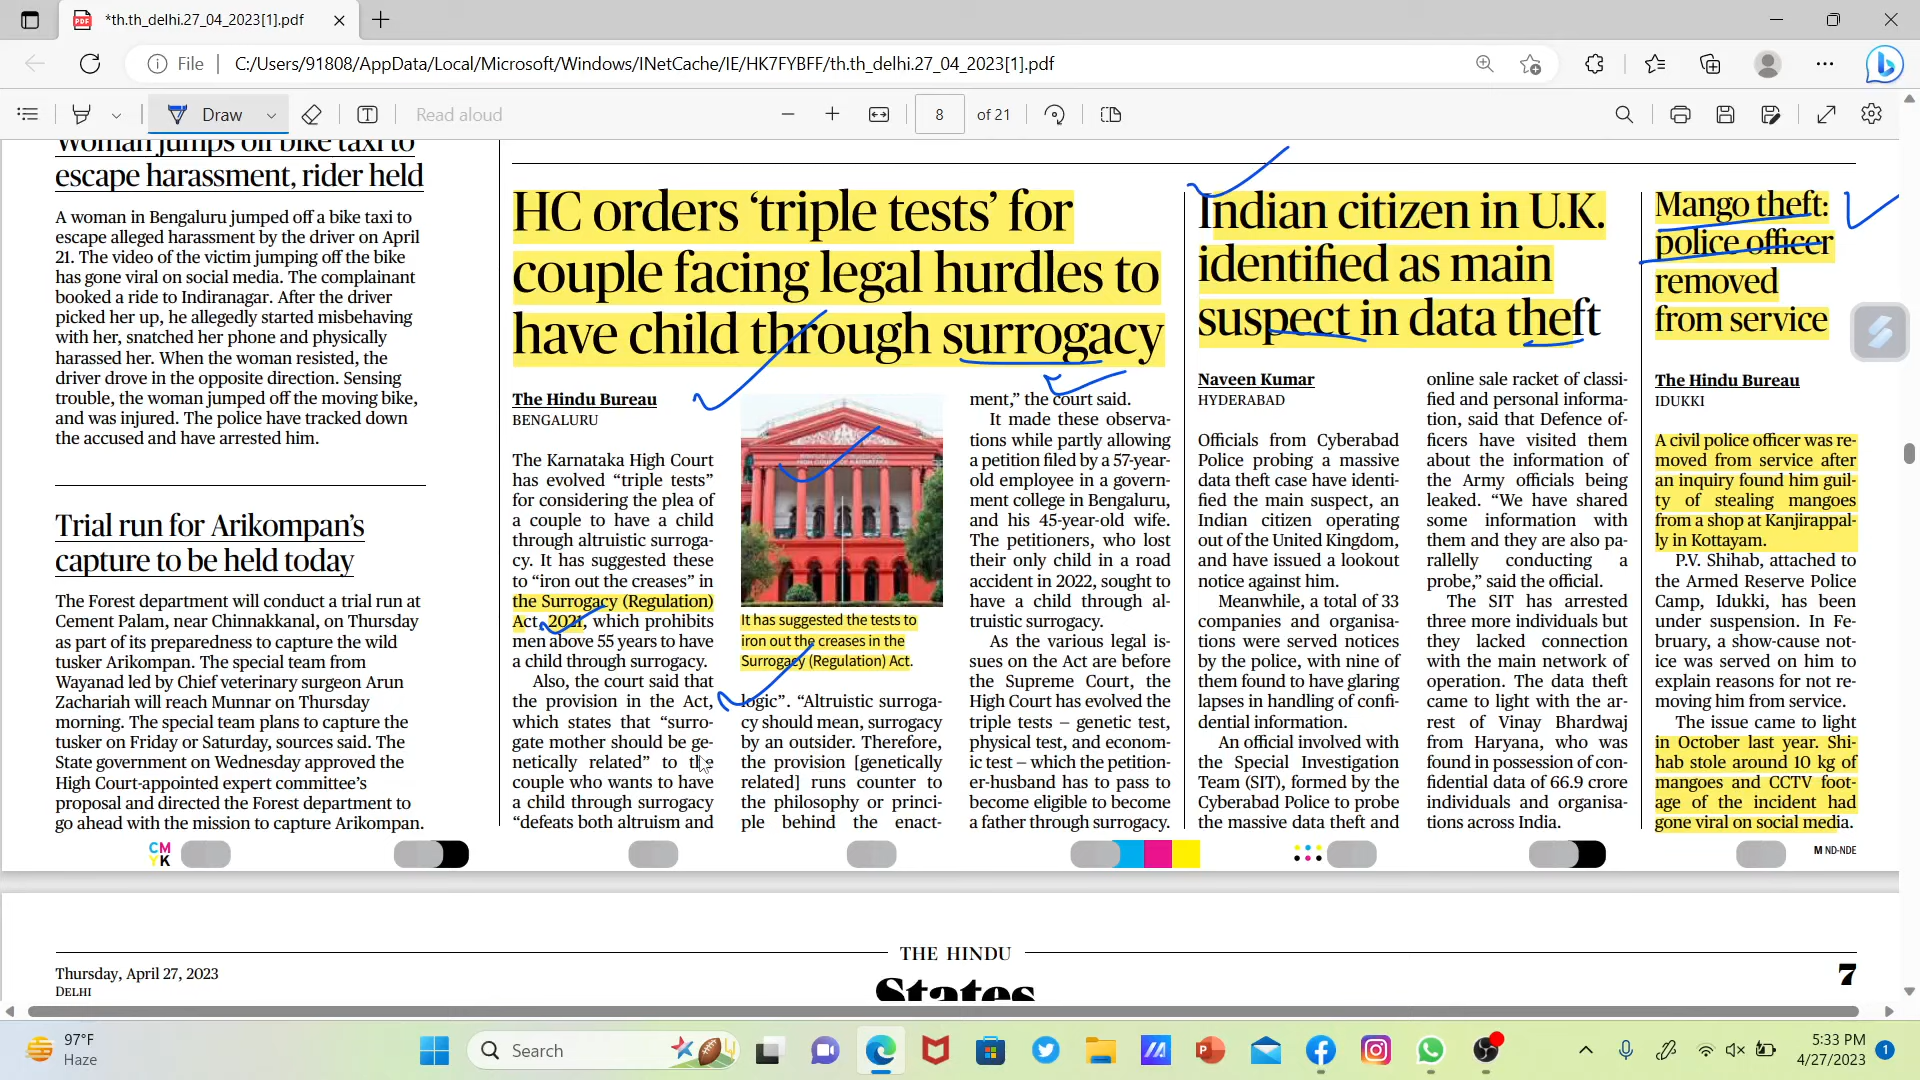 *th.th_delhi.27_04_2023[1].pdf
File
C:/Users/91808/AppData/Local/Microsoft/Windows/INetCache/IE/HK7FYBFF/th.th_delhi.27_04_2023[1].pdf
Draw
Read aloud
8
of 21
Woman jumps off bike taxi to
escape harassment, rider held
A woman in Bengaluru jumped off a bike taxi to
escape alleged harassment by the driver on April
21. The video of the victim jumping off the bike
has gone viral on social media. The complainant
booked a ride to Indiranagar. After the driver
picked her up, he allegedly started misbehaving
with her, snatched her phone and physically
harassed her. When the woman resisted, the
driver drove in the opposite direction. Sensing
trouble, the woman jumped off the moving bike,
and was injured. The police have tracked down
the accused and have arrested him.
Trial run for Arikompan's
capture to be held today
The Forest department will conduct a trial run at
Cement Palam, near Chinnakkanal, on Thursday
as part of its preparedness to capture the wild
tusker Arikompan. The special team from
Wayanad led by Chief veterinary surgeon Arun
Zachariah will reach Munnar on Thursday
morning. The special team plans to capture the
tusker on Friday or Saturday, sources said. The
State government on Wednesday approved the
High Court-appointed expert committee's
proposal and directed the Forest department to
go ahead with the mission to capture Arikompan.
HC orders 'triple tests' for
couple facing legal hurdles to
have child through surrogacy
The Hindu Bureau
BENGALURU
The Karnataka High Court
has evolved "triple tests"
for considering the plea of
a couple to have a child
through altruistic surroga-
cy. It has suggested these
to "iron out the creases" in
the Surrogacy (Regulation)
Act, 2021, which prohibits
men above 55 years to have
a child through surrogacy.
Also, the court said that
the provision in the Act,
which states that "surro-
gate mother should be ge-
netically related" to the
couple who wants to have
a child through surrogacy
"defeats both altruism and
It has suggested the tests to
iron out the creases in the
Surrogacy (Regulation) Act.
logic". "Altruistic surroga-
cy should mean, surrogacy
by an outsider. Therefore,
the provision [genetically
related] runs counter to
the philosophy or princi-
ple behind the enact-
ment," the court said.
It made these observa-
tions while partly allowing
a petition filed by a 57-year-
old employee in a govern-
ment college in Bengaluru,
and his 45-year-old wife.
The petitioners, who lost
their only child in a road
accident in 2022, sought to
have a child through al-
truistic surrogacy.
As the various legal is-
sues on the Act are before
the Supreme Court, the
High Court has evolved the
triple tests – genetic test,
physical test, and econom-
ic test – which the petition-
er-husband has to pass to
become eligible to become
a father through surrogacy.
Indian citizen in U.K.
identified as main
suspect in data theft
Naveen Kumar
HYDERABAD
Officials from Cyberabad
Police probing a massive
data theft case have identi-
fied the main suspect, an
Indian citizen operating
out of the United Kingdom,
and have issued a lookout
notice against him.
Meanwhile, a total of 33
companies and organisa-
tions were served notices
by the police, with nine of
them found to have glaring
lapses in handling of confi-
dential information.
An official involved with
the Special Investigation
Team (SIT), formed by the
Cyberabad Police to probe
the massive data theft and
online sale racket of classi-
fied and personal informa-
tion, said that Defence of-
ficers have visited them
about the information of
the Army officials being
leaked. "We have shared
some information with
them and they are also pa-
rallelly conducting a
probe," said the official.
The SIT has arrested
three more individuals but
they lacked connection
with the main network of
operation. The data theft
came to light with the ar-
rest of Vinay Bhardwaj
from Haryana, who was
found in possession of con-
fidential data of 66.9 crore
individuals and organisa-
tions across India.
Mango theft:
police officer
removed
from service
The Hindu Bureau
IDUKKI
A civil police officer was re-
moved from service after
an inquiry found him guil-
ty of stealing mangoes
from a shop at Kanjirappal-
ly in Kottayam.
P.V. Shihab, attached to
the Armed Reserve Police
Camp, Idukki, has been
under suspension. In Fe-
bruary, a show-cause not-
ice was served on him to
explain reasons for not re-
moving him from service.
The issue came to light
in October last year. Shi-
hab stole around 10 kg of
mangoes and CCTV foot-
age of the incident had
gone viral on social media.
CM
YK
M ND-NDE
THE HINDU
Thursday, April 27, 2023
DELHI
States
7
97°F
Haze
Search
5:33 PM
4/27/2023
1